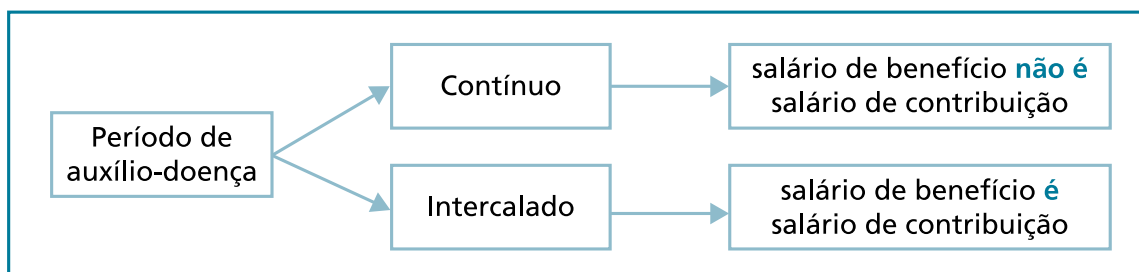 Período de
auxílio-doença
Contínuo
salário de benefício não é
salário de contribuição
Intercalado
salário de benefício é
salário de contribuição